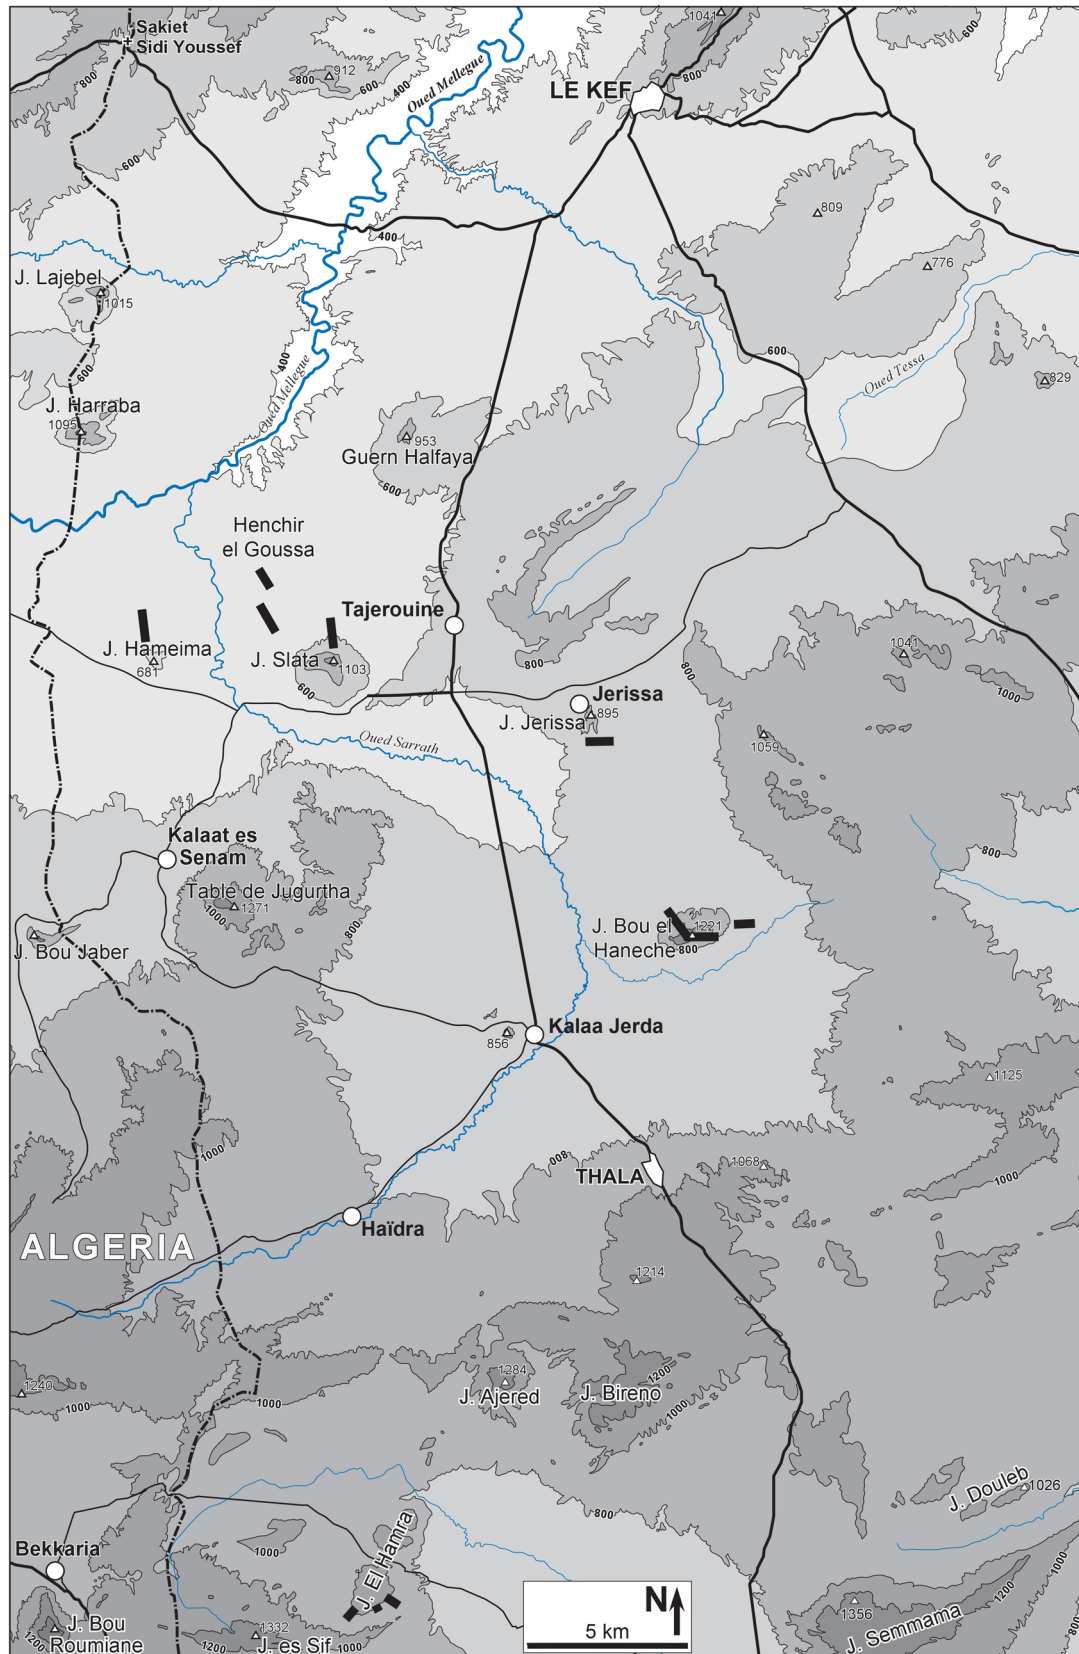 Sakiet
Sidi Youssef
1041
800
600
800
912
600
400
Oued Mellegue
LE KEF
800
600
809
400
776
J. Lajebel
1015
600
400
Oued Mellegue
600
Oued Tessa
829
J. Harraba
1095
953
Guern Halfaya
600
Henchir
el Goussa
Tajerouine
J. Hameima
681
J. Slata
1103
600
800
800
1041
1000
Jerissa
J. Jerissa
895
1059
Oued Sarrath
Kalaat es
Senam
800
Table de Jugurtha
1271
1000
800
J. Bou Jaber
J. Bou el
Haneche
1221
800
Kalaa Jerda
856
1125
1000
800
THALA
1068
1000
Haïdra
ALGERIA
1214
1240
1000
1000
1284
J. Ajered
J. Bireno
1200
1000
800
J. Douleb
1026
Bekkaria
1000
J. El Hamra
J. Bou
Roumiane
1200
1332
1200
J. es Sif
1000
N
5 km
1356
J. Semmama
1200
1000
800